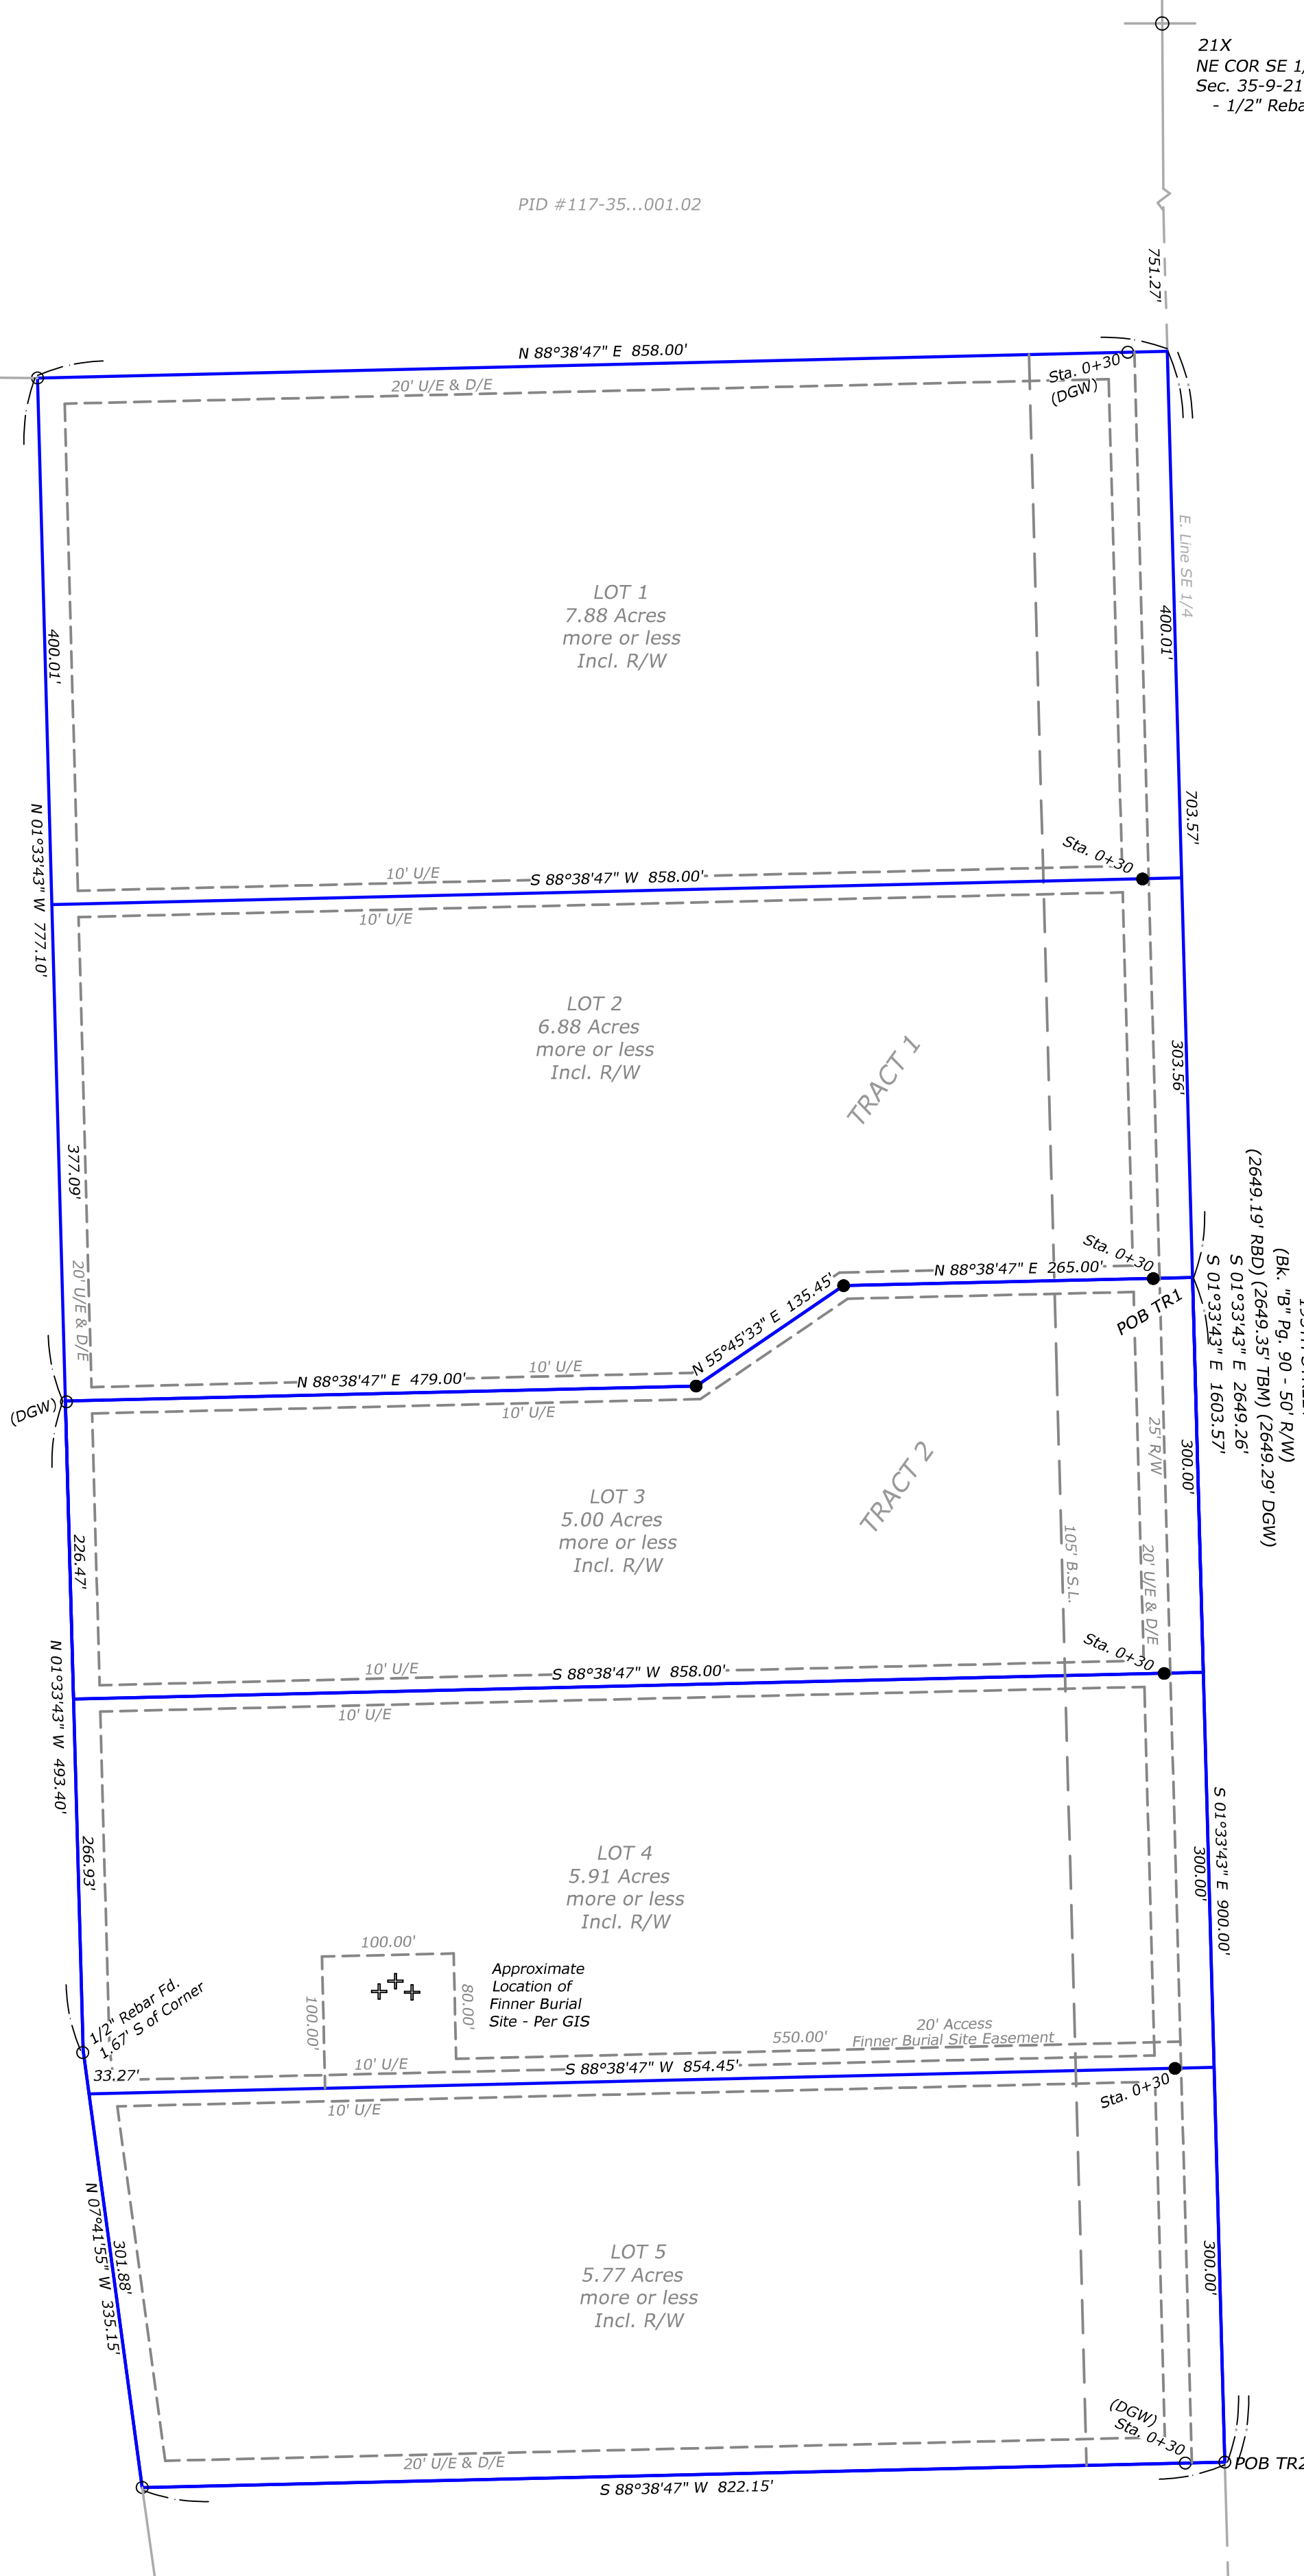 21X
NE COR SE 1/
Sec. 35-9-21
- 1/2" Reba
PID #117-35...001.02
751.27'
N 88°38'47" E 858.00'
Sta. 0+30
(DGW)
20' U/E & D/E
E. Line SE 1/4
LOT 1
7.88 Acres
more or less
Incl. R/W
400.01'
400.01'
703.57'
N 01°33'43" W 777.10'
Sta. 0+30
10' U/E
S 88°38'47" W 858.00'
10' U/E
LOT 2
6.88 Acres
more or less
Incl. R/W
TRACT 1
303.56'
377.09'
20' U/E & D/E
Sta. 0+30
N 88°38'47" E 265.00'
POB TR1
N 55°45'33" E 135.45'
10' U/E
N 88°38'47" E 479.00'
10' U/E
(DGW)
(Bk. "B" Pg. 90 - 50' R/W)
(2649.19' RBD) (2649.35' TBM) (2649.29' DGW)
S 01°33'43" E 2649.26'
S 01°33'43" E 1603.57'
25' R/W
300.00'
TRACT 2
LOT 3
5.00 Acres
more or less
Incl. R/W
226.47'
105' B.S.L.
20' U/E & D/E
Sta. 0+30
10' U/E
S 88°38'47" W 858.00'
10' U/E
N 01°33'43" W 493.40'
LOT 4
5.91 Acres
more or less
Incl. R/W
266.93'
300.00'
S 01°33'43" E 900.00'
100.00'
100.00'
80.00'
Approximate
Location of
Finner Burial
Site - Per GIS
1/2" Rebar Fd.
1.67' S of Corner
20' Access
550.00'
Finner Burial Site Easement
33.27'
10' U/E
S 88°38'47" W 854.45'
Sta. 0+30
10' U/E
N 07°41'55" W 335.15'
301.88'
LOT 5
5.77 Acres
more or less
Incl. R/W
300.00'
(DGW)
Sta. 0+30
20' U/E & D/E
POB TR2
S 88°38'47" W 822.15'